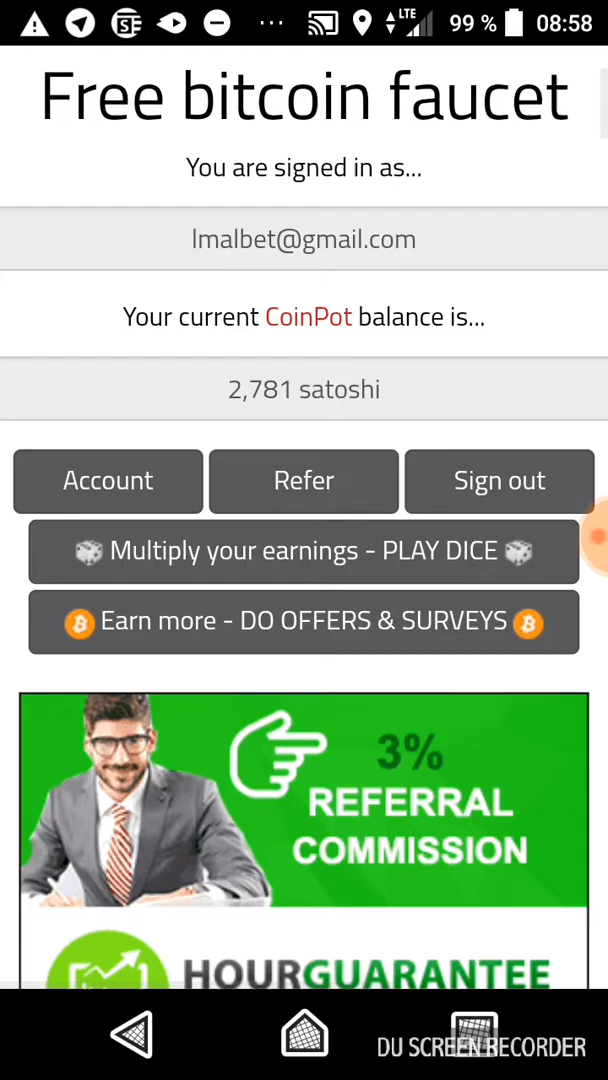 LTE 99 % 08:58
Free bitcoin faucet
You are signed in as...
lmalbet@gmail.com
Your current CoinPot balance is...
2,781 satoshi
Account Refer Sign out
Multiply your earnings - PLAY DICE
Earn more - DO OFFERS & SURVEYS
3%
REFERRAL
COMMISSION
HOURGUARANTEE
DU SCREEN RECORDER